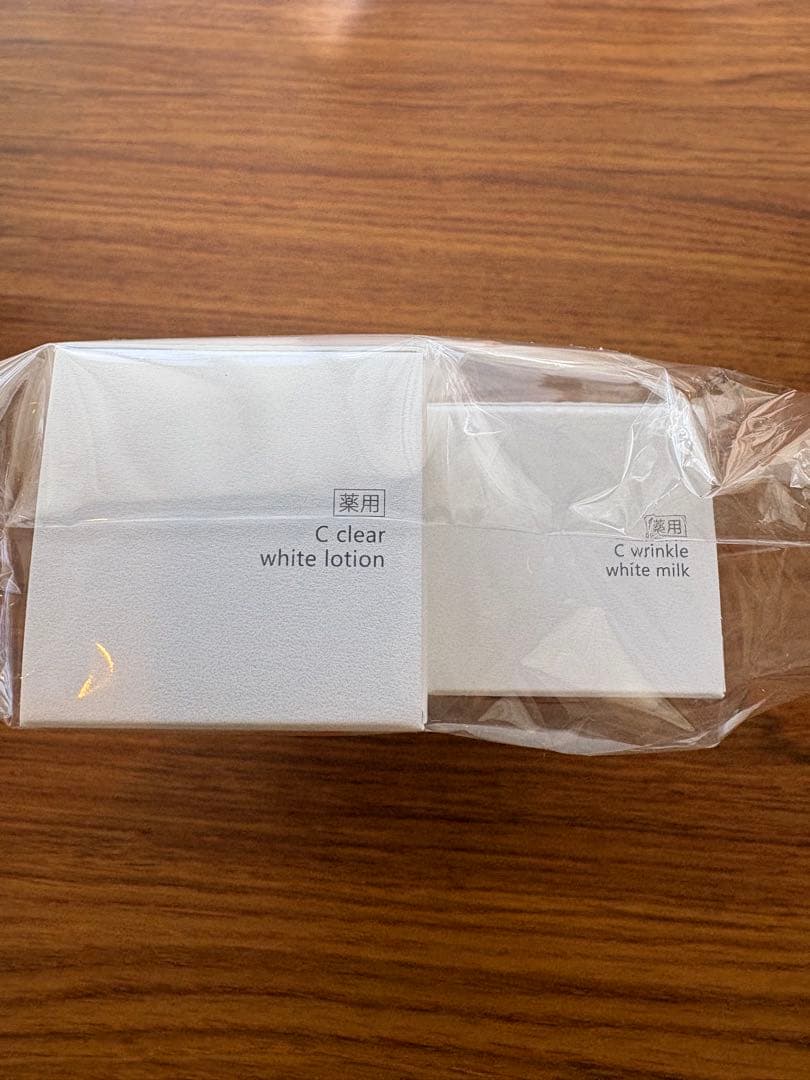 薬用
C clear
white lotion
薬用
C wrinkle
white milk